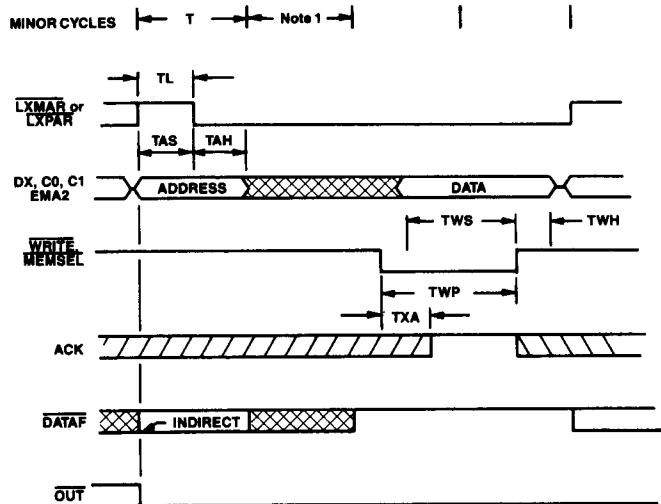 MINOR CYCLES
T
Note 1
TL
LXMAR or
LXPAR
TAS
TAH
DX, C0, C1
EMA2
ADDRESS
DATA
TWS
TWH
WRITE,
MEMSEL
TWP
TXA
ACK
DATAF
INDIRECT
OUT